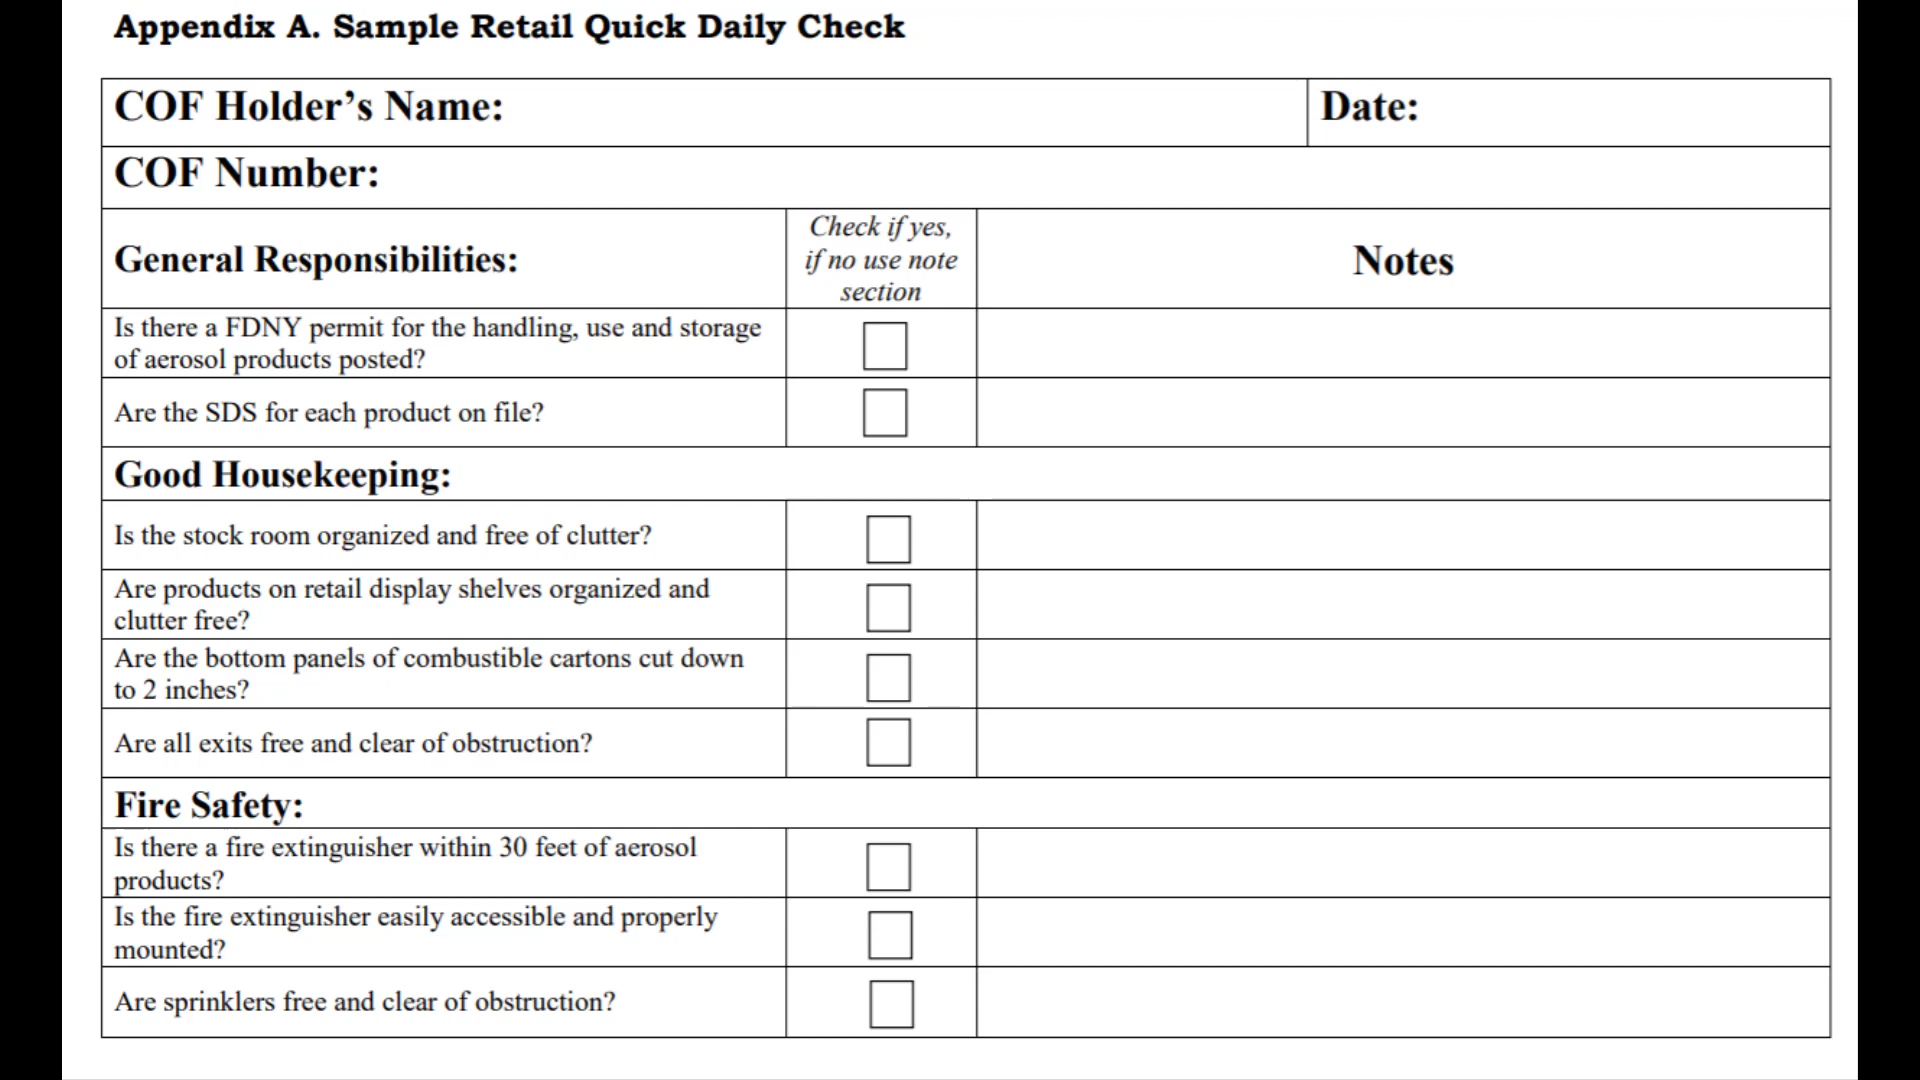 Appendix A. Sample Retail Quick Daily Check
COF Holder’s Name:
Date:
COF Number:
General Responsibilities:
Check if yes,
if no use note
section
Notes
Is there a FDNY permit for the handling, use and storage
of aerosol products posted?
Are the SDS for each product on file?
Good Housekeeping:
Is the stock room organized and free of clutter?
Are products on retail display shelves organized and
clutter free?
Are the bottom panels of combustible cartons cut down
to 2 inches?
Are all exits free and clear of obstruction?
Fire Safety:
Is there a fire extinguisher within 30 feet of aerosol
products?
Is the fire extinguisher easily accessible and properly
mounted?
Are sprinklers free and clear of obstruction?